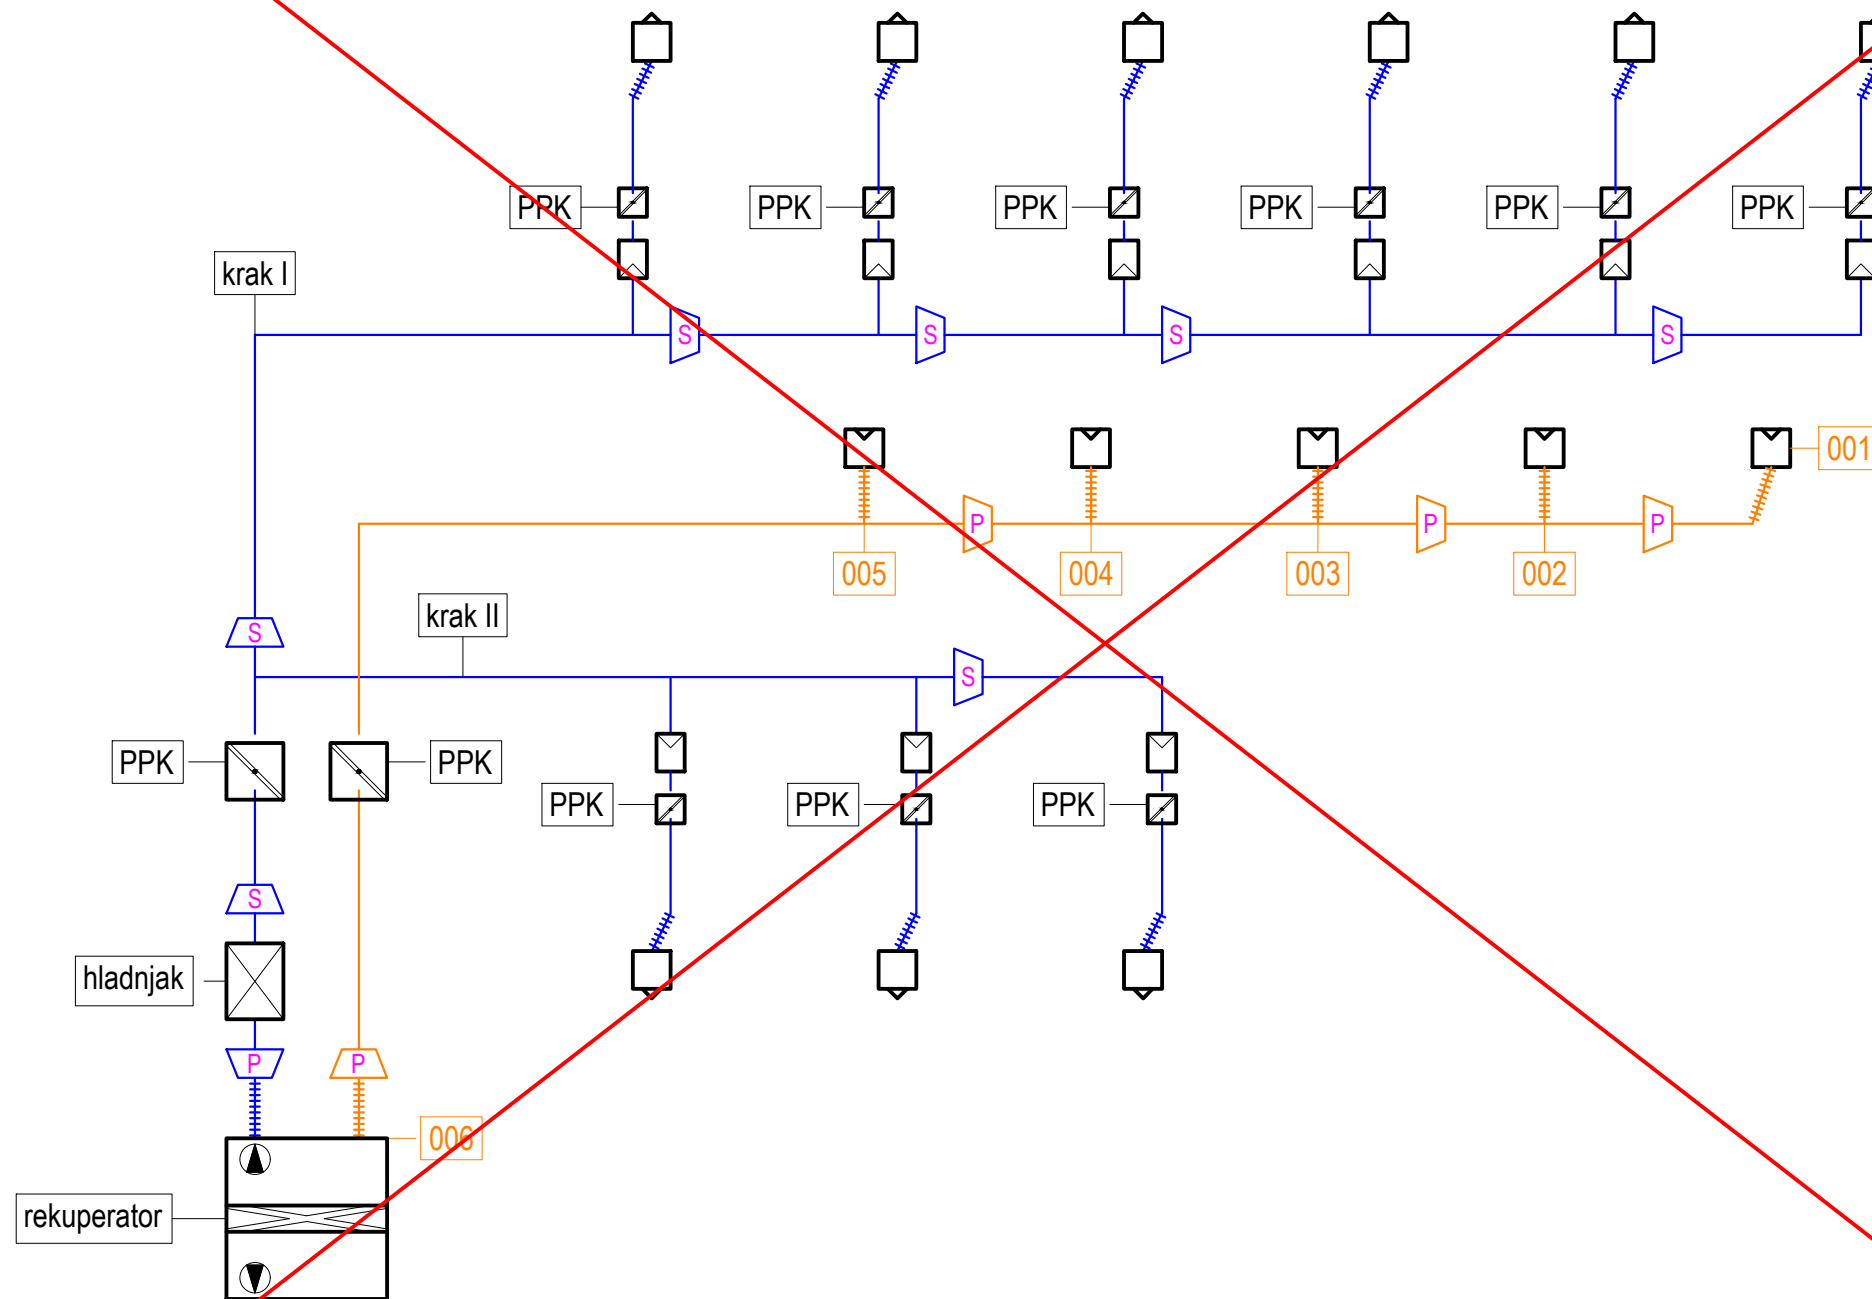 PPK PPK PPK PPK PPK PPK
krak I
S S S S
001
P P P
005 004 003 002
krak II
S
S
PPK PPK
PPK PPK PPK
S
hladnjak
P P
006
rekuperator